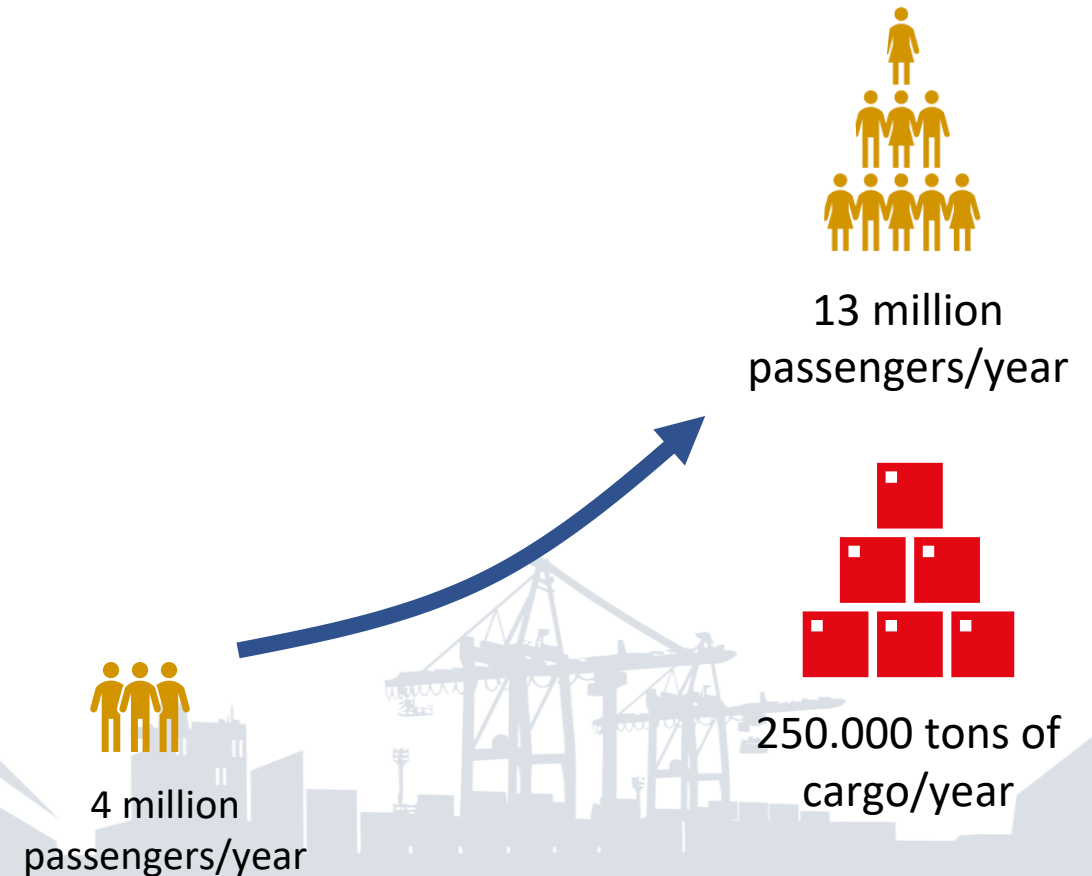 13 million
passengers/year
250.000 tons of
cargo/year
4 million
passengers/year